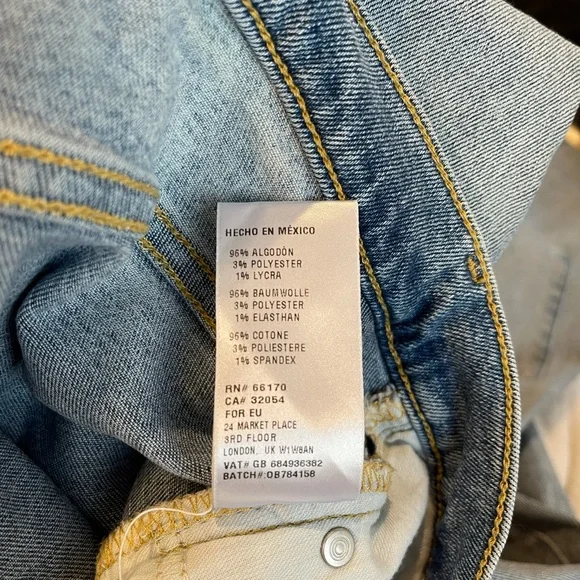 HECHO EN MÉXICO
96% ALGODÓN
3% POLYESTER
1% LYCRA
96% BAUMWOLLE
3% POLYESTER
1% ELASTHAN
96% COTONE
3% POLIESTERE
1% SPANDEX
RN# 66170
CA# 32054
FOR EU
24 MARKET PLACE
3RD FLOOR
LONDON, UK W1W8AN
VAT# GB 684936382
BATCH#:OB784158